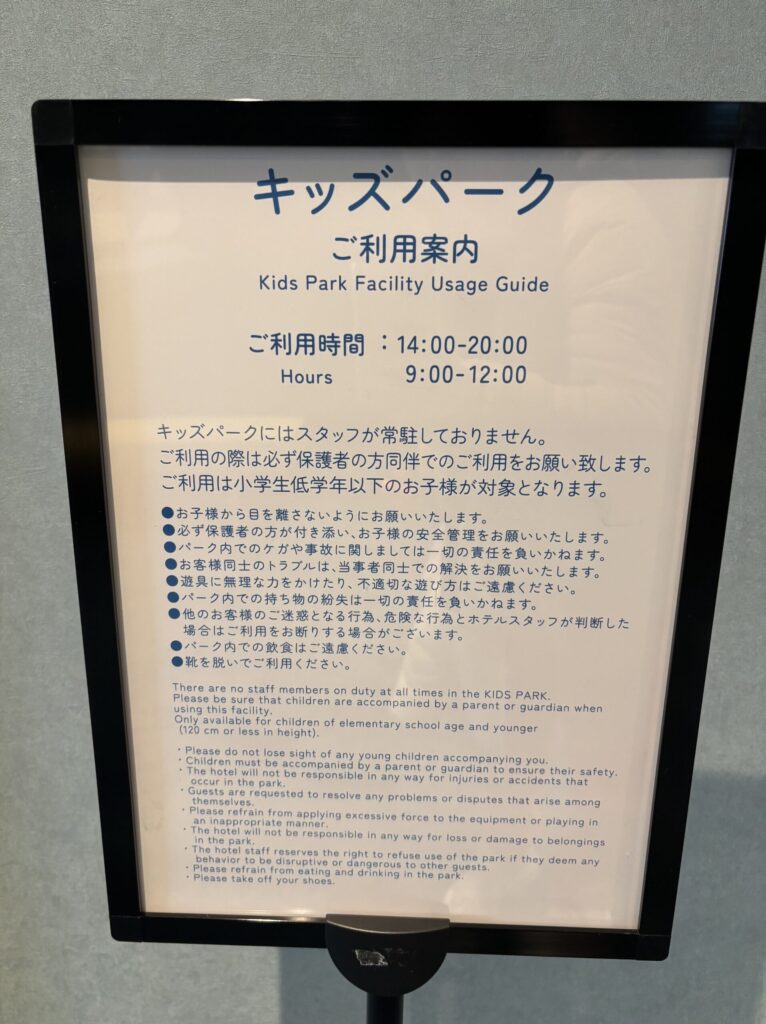 キッズパーク
ご利用案内
Kids Park Facility Usage Guide
ご利用時間 : 14:00-20:00
Hours 9:00-12:00
キッズパークにはスタッフが常駐しておりません。
ご利用の際は必ず保護者の方同伴でのご利用をお願い致します。
ご利用は小学生低学年以下のお子様が対象となります。
●お子様から目を離さないようにお願いいたします。
●必ず保護者の方が付き添い、お子様の安全管理をお願いいたします。
●パーク内でのケガや事故に関しましては一切の責任を負いかねます。
●お客様同士のトラブルは、当事者同士での解決をお願いいたします。
●遊具に無理な力をかけたり、不適切な遊び方はご遠慮ください。
●パーク内での持ち物の紛失は一切の責任を負いかねます。
●他のお客様のご迷惑となる行為、危険な行為とホテルスタッフが判断した
場合はご利用をお断りする場合がございます。
●パーク内での飲食はご遠慮ください。
●靴を脱いでご利用ください。
There are no staff members on duty at all times in the KIDS PARK.
Please be sure that children are accompanied by a parent or guardian when
using this facility.
Only available for children of elementary school age and younger
(120 cm or less in height).
・Please do not lose sight of any young children accompanying you.
・Children must be accompanied by a parent or guardian to ensure their safety.
・The hotel will not be responsible in any way for injuries or accidents that
occur in the park.
・Guests are requested to resolve any problems or disputes that arise among
themselves.
・Please refrain from applying excessive force to the equipment or playing in
an inappropriate manner.
・The hotel will not be responsible in any way for loss or damage to belongings
in the park.
・The hotel staff reserves the right to refuse use of the park if they deem any
behavior to be disruptive or dangerous to other guests.
・Please refrain from eating and drinking in the park.
・Please take off your shoes.